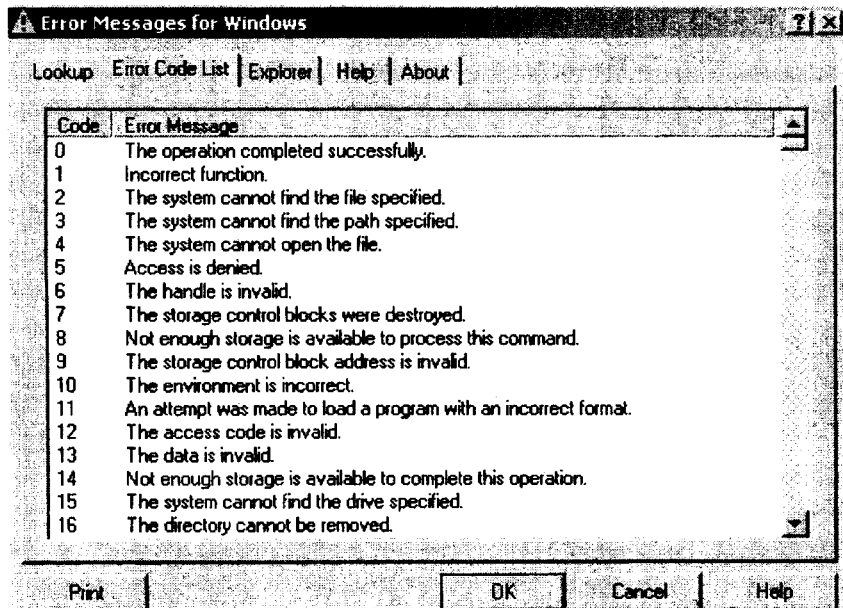 Error Messages for Windows
Lookup Error Code List Explorer Help About
Code Error Message
0 The operation completed successfully.
1 Incorrect function.
2 The system cannot find the file specified.
3 The system cannot find the path specified.
4 The system cannot open the file.
5 Access is denied.
6 The handle is invalid.
7 The storage control blocks were destroyed.
8 Not enough storage is available to process this command.
9 The storage control block address is invalid.
10 The environment is incorrect.
11 An attempt was made to load a program with an incorrect format.
12 The access code is invalid.
13 The data is invalid.
14 Not enough storage is available to complete this operation.
15 The system cannot find the drive specified.
16 The directory cannot be removed.
Print OK Cancel Help